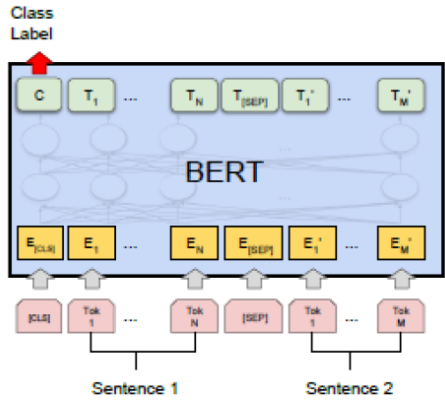 Class
Label
C T1 ... TN T[SEP] T1' ... TM'
...
BERT
...
E[CLS] E1 ... EN E[SEP] E1' ... EM'
[CLS] Tok 1 ... Tok N [SEP] Tok 1 ... Tok M
Sentence 1 Sentence 2